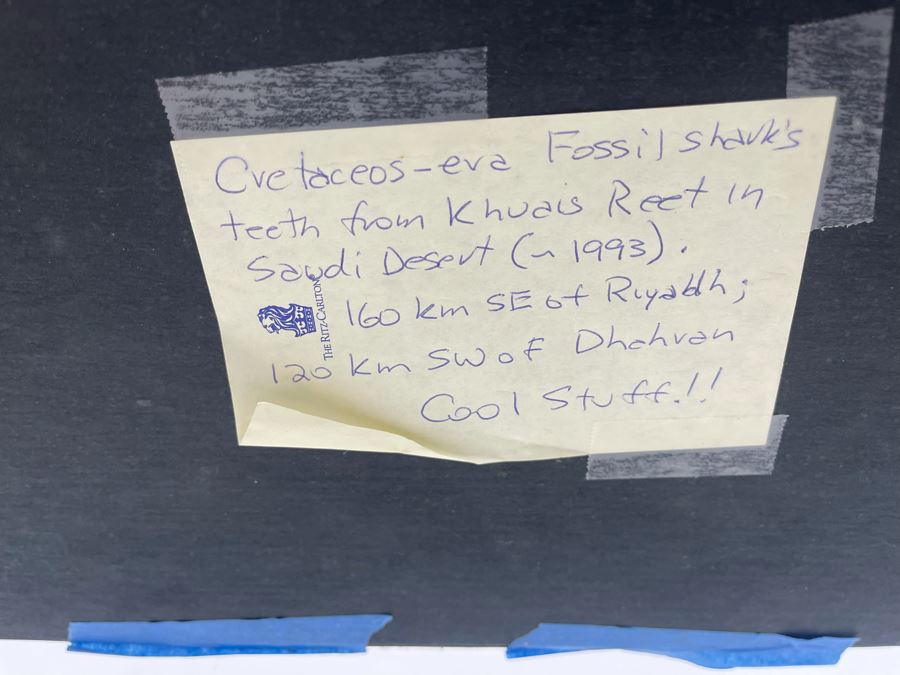 Cretaceos-era Fossil shark's
teeth from Khuais Reef in
Saudi Desert (~ 1993).
160 km SE of Riyadh;
120 km SW of Dhahran
Cool Stuff!!
THE RITZ-CARLTON